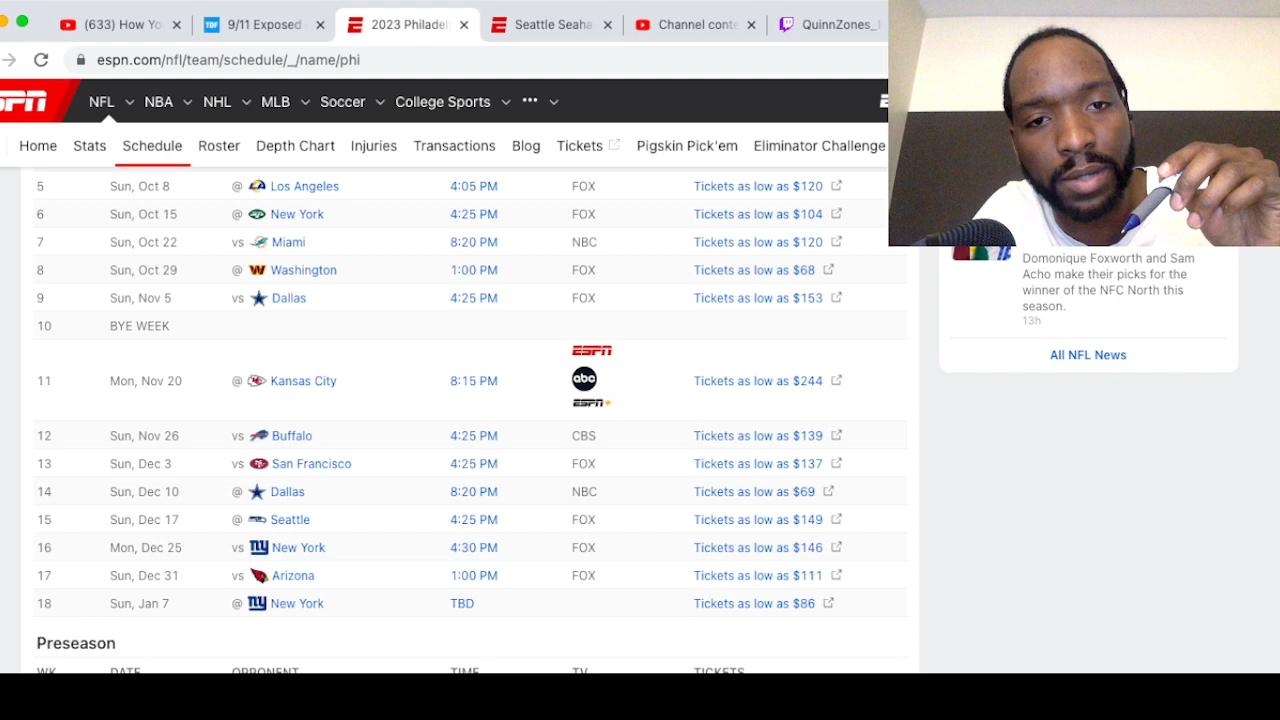 (633) How Yo
9/11 Exposed
2023 Philadel
Seattle Seaha
Channel conte
QuinnZones_
espn.com/nfl/team/schedule/_/name/phi
NFL NBA NHL MLB Soccer College Sports •••
Home Stats Schedule Roster Depth Chart Injuries Transactions Blog Tickets Pigskin Pick'em Eliminator Challenge
5 Sun, Oct 8 @ Los Angeles 4:05 PM FOX Tickets as low as $120
6 Sun, Oct 15 @ New York 4:25 PM FOX Tickets as low as $104
7 Sun, Oct 22 vs Miami 8:20 PM NBC Tickets as low as $120
8 Sun, Oct 29 @ Washington 1:00 PM FOX Tickets as low as $68
9 Sun, Nov 5 vs Dallas 4:25 PM FOX Tickets as low as $153
10 BYE WEEK
ESPN
11 Mon, Nov 20 @ Kansas City 8:15 PM abc Tickets as low as $244
ESPN+
12 Sun, Nov 26 vs Buffalo 4:25 PM CBS Tickets as low as $139
13 Sun, Dec 3 vs San Francisco 4:25 PM FOX Tickets as low as $137
14 Sun, Dec 10 @ Dallas 8:20 PM NBC Tickets as low as $69
15 Sun, Dec 17 @ Seattle 4:25 PM FOX Tickets as low as $149
16 Mon, Dec 25 vs ny New York 4:30 PM FOX Tickets as low as $146
17 Sun, Dec 31 vs Arizona 1:00 PM FOX Tickets as low as $111
18 Sun, Jan 7 @ ny New York TBD Tickets as low as $86
Preseason
WK DATE OPPONENT TIME TV TICKETS
Domonique Foxworth and Sam
Acho make their picks for the
winner of the NFC North this
season.
13h
All NFL News